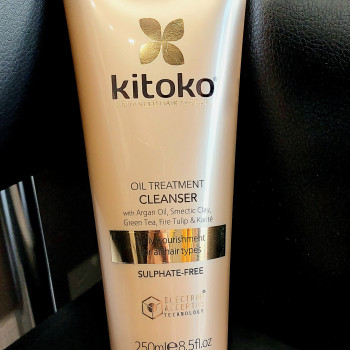 kitoko®
OIL TREATMENT
CLEANSER
with Argan Oil, Smectic Clay,
Green Tea, Fire Tulip & Karité
nourishment
all hair types
SULPHATE-FREE
TECHNOLOGY
250ml e 8.5fl.oz